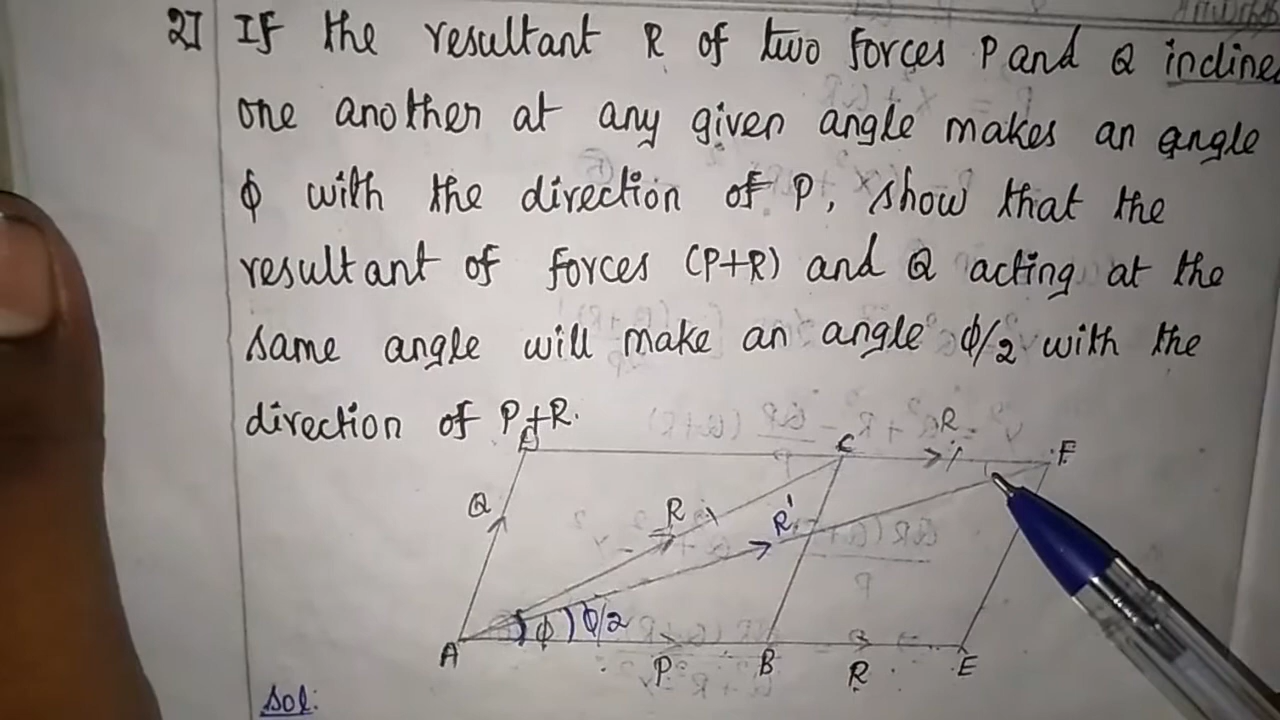 2] If the resultant R of two forces P and Q incline
one another at any given angle makes an angle
ϕ with the direction of P, show that the
resultant of forces (P+R) and Q acting at the
same angle will make an angle ϕ/2 with the
direction of P+R.
D C R F
Q R R'
ϕ ϕ/2
A P B R E
Sol: